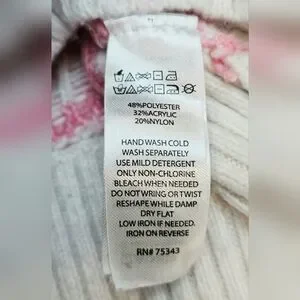 48%POLYESTER
32%ACRYLIC
20%NYLON
HAND WASH COLD
WASH SEPARATELY
USE MILD DETERGENT
ONLY NON-CHLORINE
BLEACH WHEN NEEDED
DO NOT WRING OR TWIST
RESHAPE WHILE DAMP
DRY FLAT
LOW IRON IF NEEDED.
IRON ON REVERSE
RN# 75343